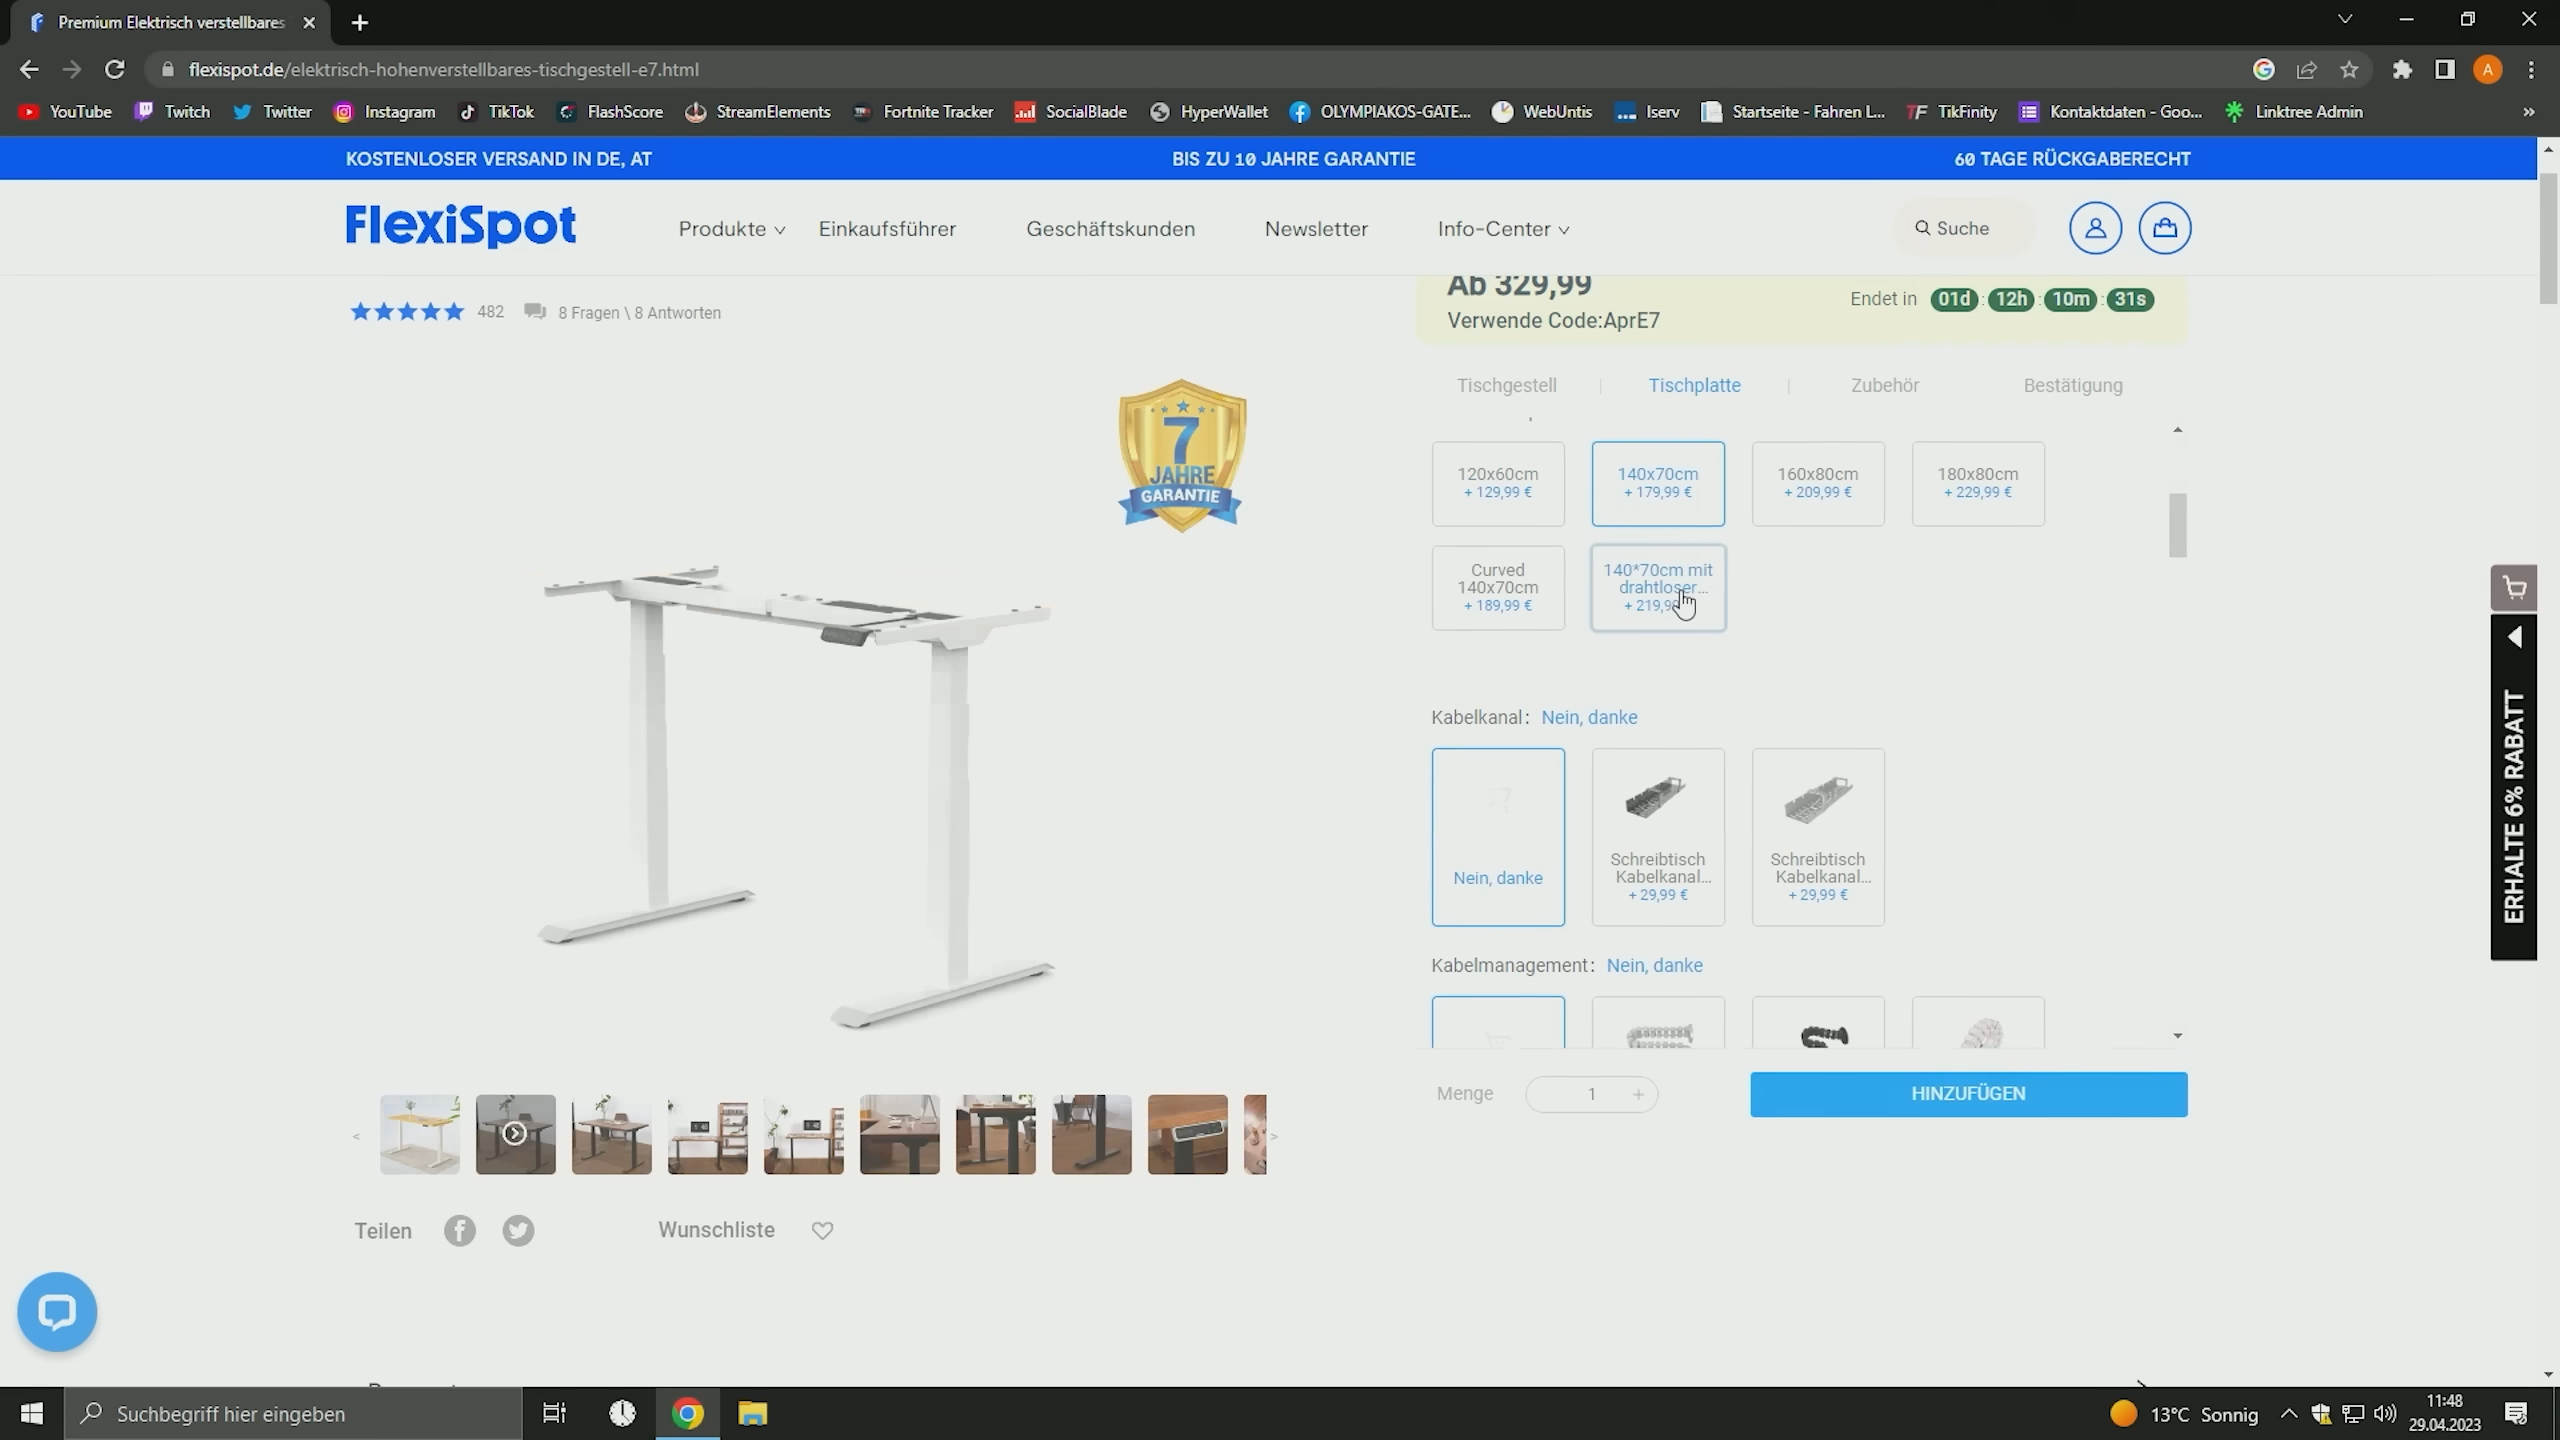 Premium Elektrisch verstellbares
flexispot.de/elektrisch-hohenverstellbares-tischgestell-e7.html
A
YouTube
Twitch
Twitter
Instagram
TikTok
FlashScore
StreamElements
Fortnite Tracker
SocialBlade
HyperWallet
OLYMPIAKOS-GATE...
WebUntis
Iserv
Startseite - Fahren L...
TikFinity
Kontaktdaten - Goo...
Linktree Admin
KOSTENLOSER VERSAND IN DE, AT
BIS ZU 10 JAHRE GARANTIE
60 TAGE RÜCKGABERECHT
FlexiSpot
Produkte
Einkaufsführer
Geschäftskunden
Newsletter
Info-Center
Suche
482
8 Fragen \ 8 Antworten
Ab 329,99
Verwende Code:AprE7
Endet in 01d : 12h : 10m : 31s
Tischgestell
Tischplatte
Zubehör
Bestätigung
7
JAHRE
GARANTIE
120x60cm
+ 129,99 €
140x70cm
+ 179,99 €
160x80cm
+ 209,99 €
180x80cm
+ 229,99 €
Curved
140x70cm
+ 189,99 €
140*70cm mit
drahtloser...
Kabelkanal: Nein, danke
Nein, danke
Schreibtisch
Kabelkanal...
+ 29,99 €
Schreibtisch
Kabelkanal...
+ 29,99 €
Kabelmanagement: Nein, danke
Menge
1 +
HINZUFÜGEN
ERHALTE 6% RABATT
Teilen
Wunschliste
Suchbegriff hier eingeben
13°C Sonnig
11:48
29.04.2023